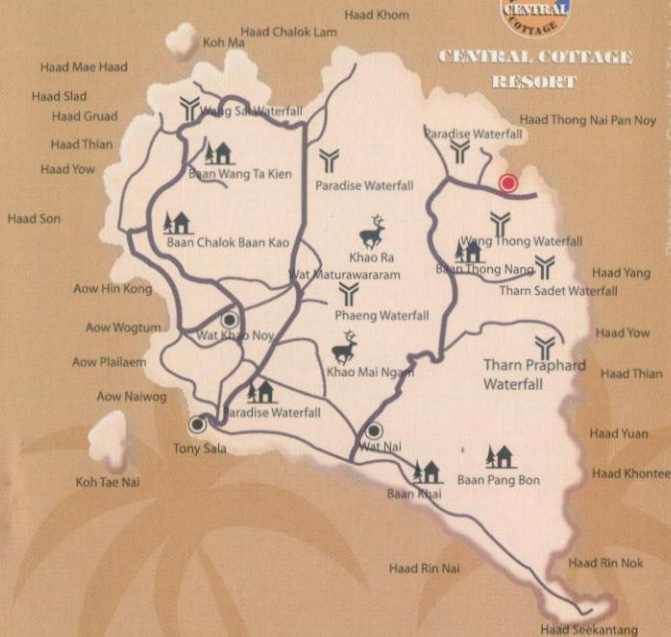 Haad Khom
CENTRAL
COTTAGE
Haad Chalok Lam
Koh Ma
CENTRAL COTTAGE
RESORT
Haad Mae Haad
Haad Slad
Haad Gruad
Wang Sai Waterfall
Haad Thong Nai Pan Noy
Paradise Waterfall
Haad Thian
Haad Yow
Baan Wang Ta Kien
Paradise Waterfall
Haad Son
Baan Chalok Baan Kao
Khao Ra
Wang Thong Waterfall
Wat Maturawararam
Baan Thong Nang
Haad Yang
Tharn Sadet Waterfall
Aow Hin Kong
Phaeng Waterfall
Aow Wogtum
Wat Khao Noy
Haad Yow
Aow Plailaem
Khao Mai Ngam
Tharn Praphard
Waterfall
Haad Thian
Aow Naiwog
Paradise Waterfall
Haad Yuan
Tony Sala
Wat Nai
Koh Tae Nai
Baan Khai
Baan Pang Bon
Haad Khontee
Haad Rin Nai
Haad Rin Nok
Haad Seekantang